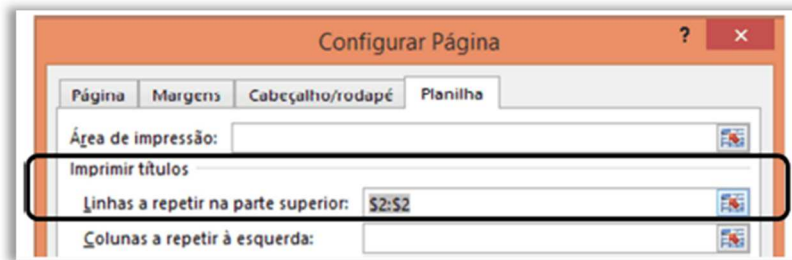 Configurar Página ? ×
Página Margens Cabeçalho/rodapé Planilha
Área de impressão:
Imprimir títulos
Linhas a repetir na parte superior: $2:$2
Colunas a repetir à esquerda: